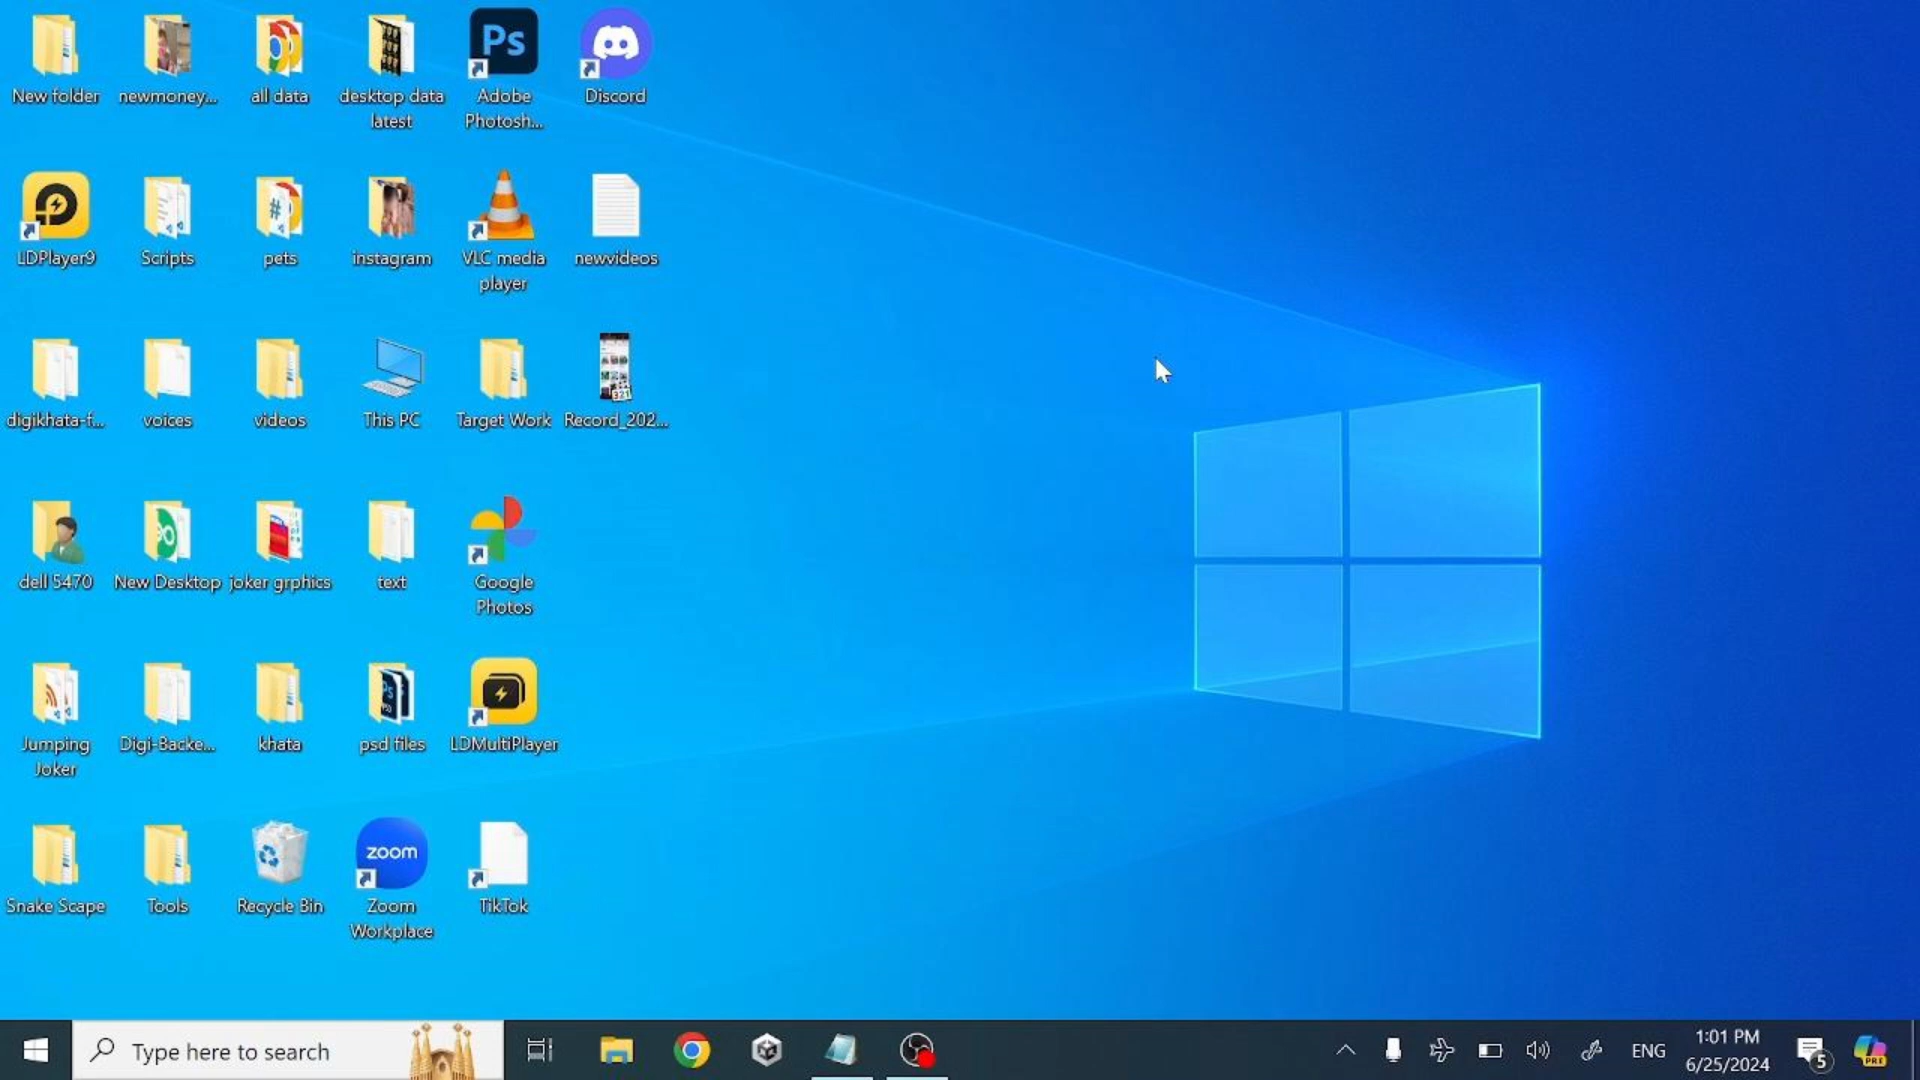 Ps
New folder
newmoney...
all data
desktop data
latest
Adobe
Photosh...
Discord
#
LDPlayer9
Scripts
pets
instagram
VLC media
player
newvideos
321
digikhata-f...
voices
videos
This PC
Target Work
Record_202...
dell 5470
New Desktop
joker grphics
text
Google
Photos
Ps
Jumping
Joker
Digi-Backe...
khata
psd files
LDMultiPlayer
zoom
Snake Scape
Tools
Recycle Bin
Zoom
Workplace
TikTok
Type here to search
ENG
1:01 PM
6/25/2024
5
PRE